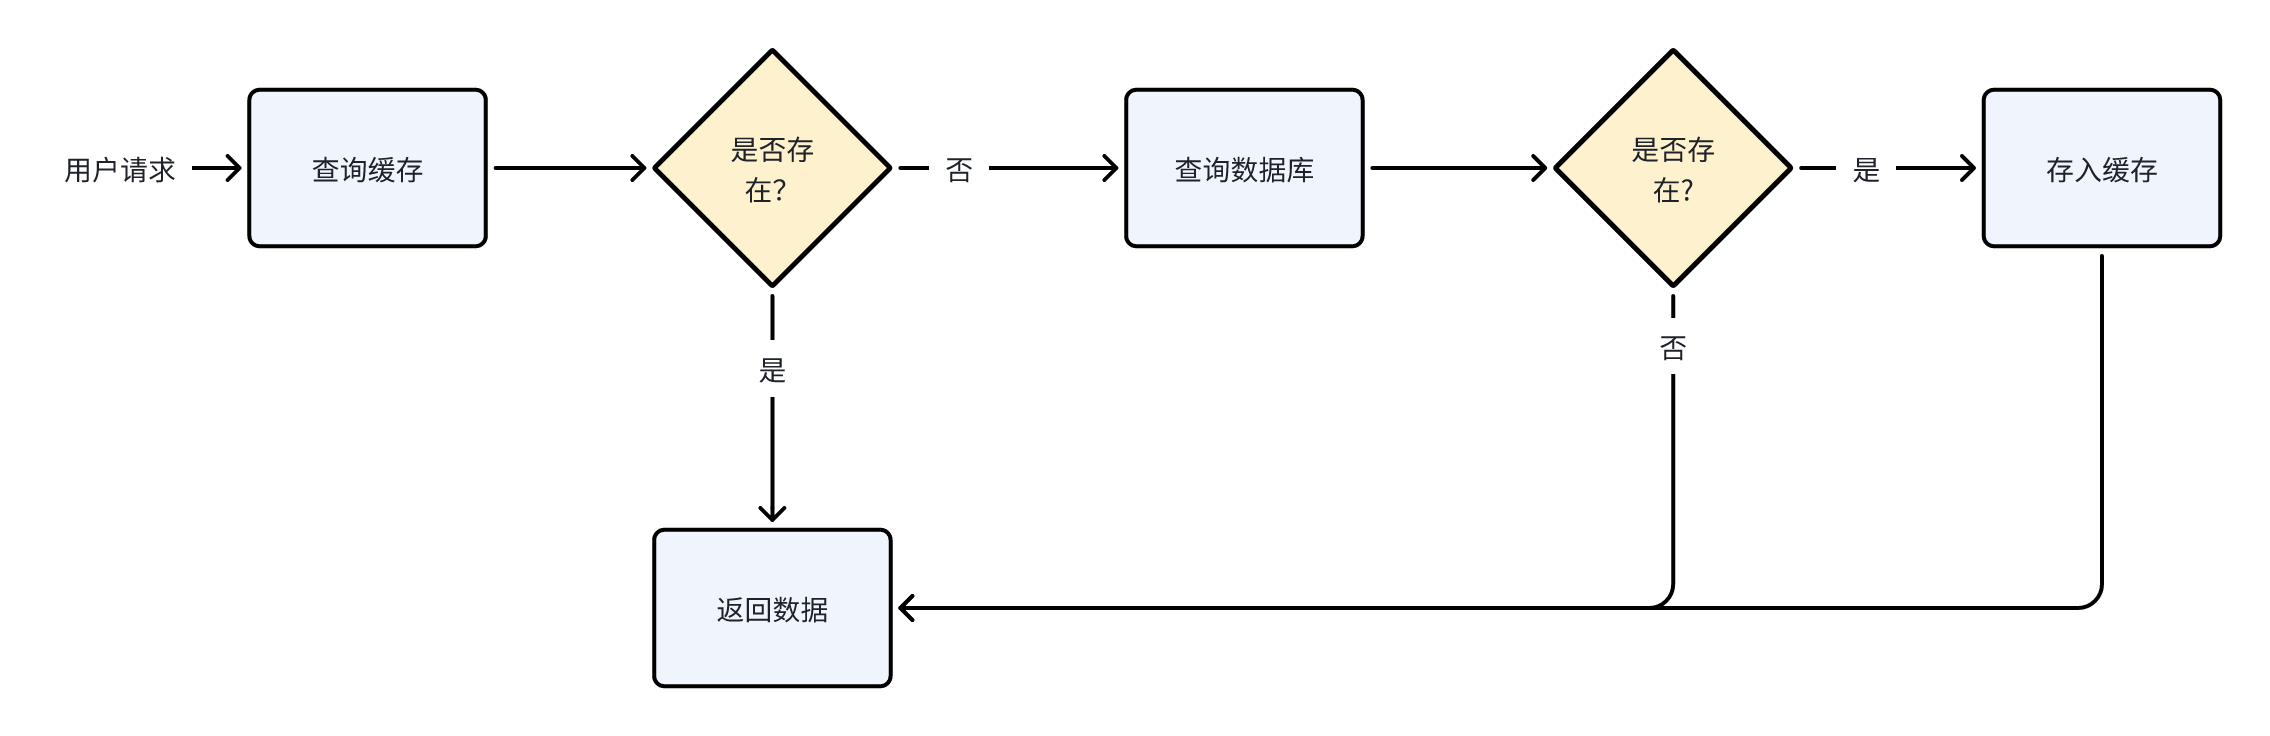 用户请求
查询缓存
是否存
在？
否
查询数据库
是否存
在？
是
存入缓存
是
否
返回数据